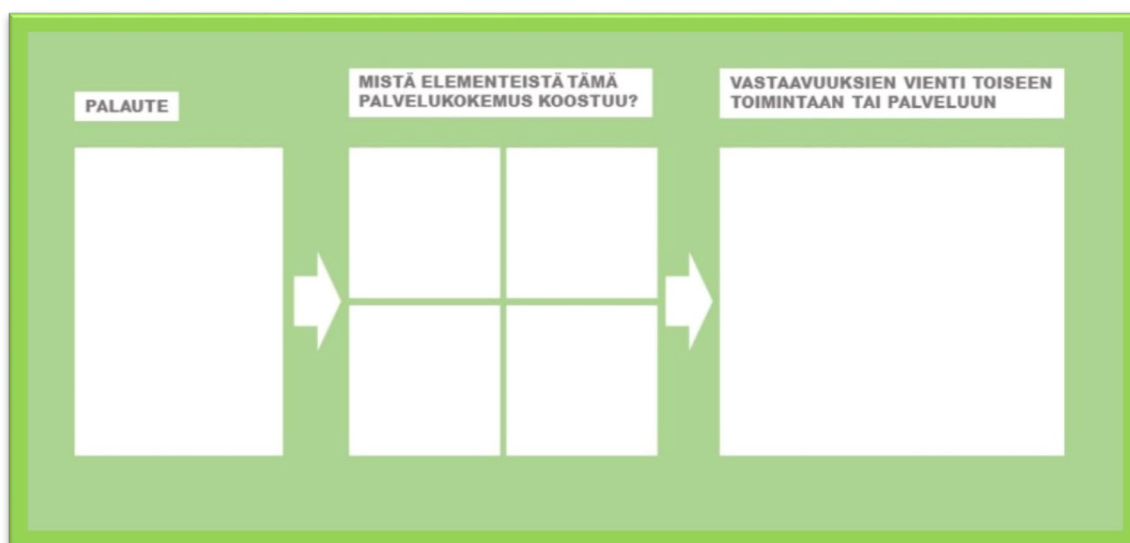 PALAUTE
MISTÄ ELEMENTEISTÄ TÄMÄ
PALVELUKOKEMUS KOOSTUU?
VASTAAVUUKSIEN VIENTI TOISEEN
TOIMINTAAN TAI PALVELUUN